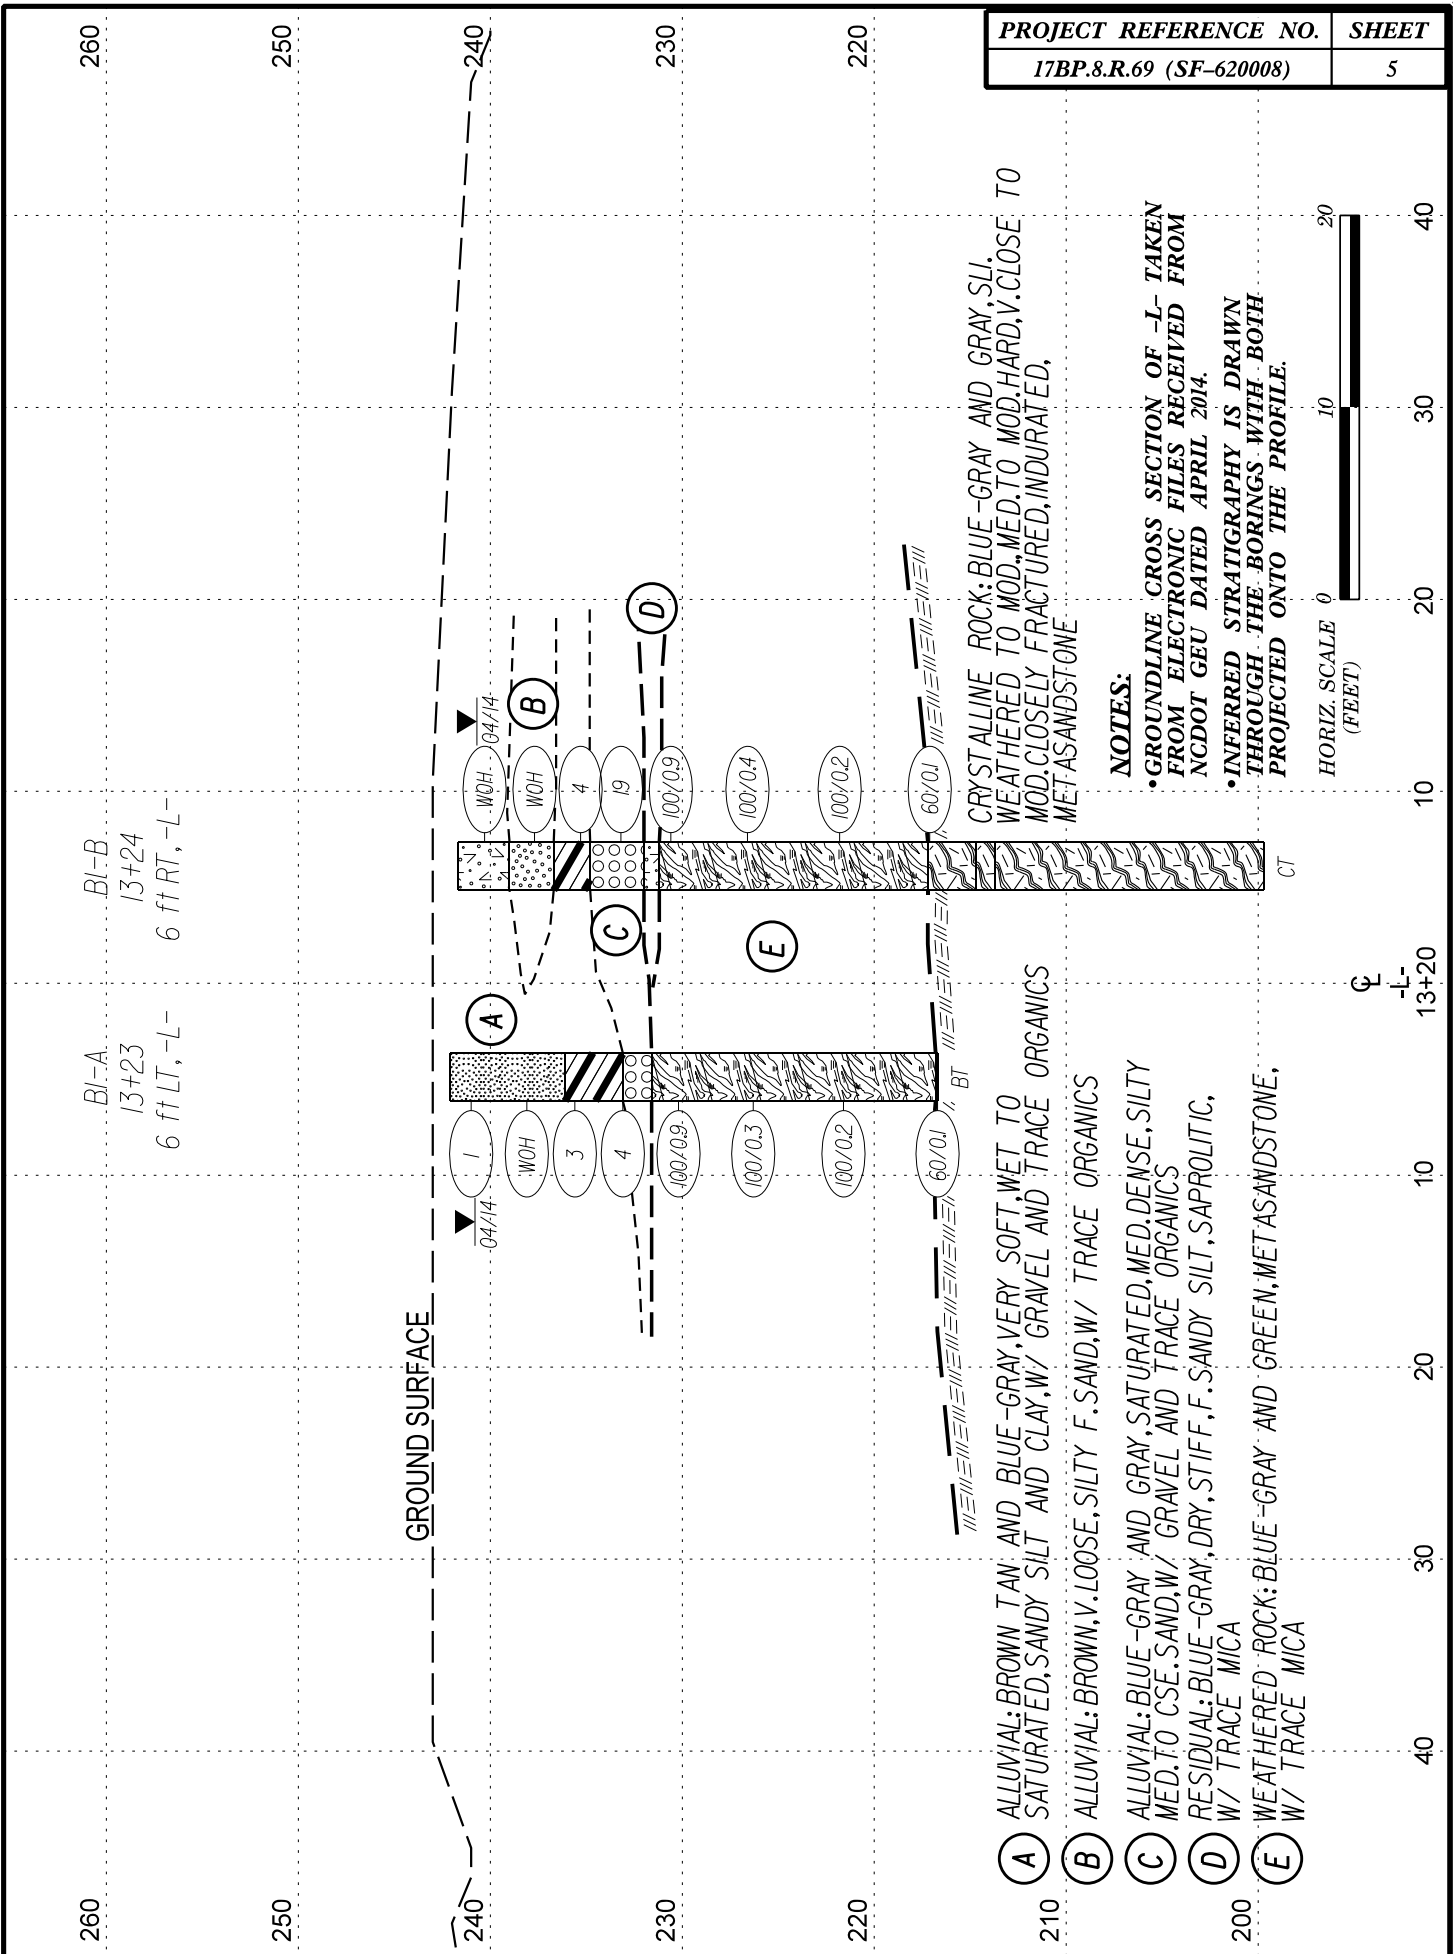 PROJECT REFERENCE NO. SHEET
17BP.8.R.69 (SF-620008) 5
B1-A
13+23
6 ft LT, -L-
B1-B
13+24
6 ft RT, -L-
260
250
240
230
220
210
200
260
250
240
230
220
GROUND SURFACE
04/14
1
WOH
3
4
100/0.9
100/0.3
100/0.2
60/0.1
BT
04/14
WOH
WOH
4
19
100/0.9
100/0.4
100/0.2
60/0.1
CT
A
B
C
D
E
CRYSTALLINE ROCK: BLUE-GRAY AND GRAY, SLI.
WEATHERED TO MOD., MED. TO MOD. HARD, V. CLOSE TO
MOD. CLOSELY FRACTURED, INDURATED,
METASANDSTONE
A ALLUVIAL: BROWN TAN AND BLUE-GRAY, VERY SOFT, WET TO
SATURATED, SANDY SILT AND CLAY, W/ GRAVEL AND TRACE ORGANICS
B ALLUVIAL: BROWN, V. LOOSE, SILTY F. SAND, W/ TRACE ORGANICS
C ALLUVIAL: BLUE-GRAY AND GRAY, SATURATED, MED. DENSE, SILTY
MED. TO CSE. SAND, W/ GRAVEL AND TRACE ORGANICS
D RESIDUAL: BLUE-GRAY, DRY, STIFF, F. SANDY SILT, SAPROLITIC,
W/ TRACE MICA
E WEATHERED ROCK: BLUE-GRAY AND GREEN, METASANDSTONE,
W/ TRACE MICA
NOTES:
•GROUNDLINE CROSS SECTION OF -L- TAKEN
FROM ELECTRONIC FILES RECEIVED FROM
NCDOT GEU DATED APRIL 2014.
•INFERRED STRATIGRAPHY IS DRAWN
THROUGH THE BORINGS WITH BOTH
PROJECTED ONTO THE PROFILE.
HORIZ. SCALE 0 10 20
(FEET)
℄
-L-
40 30 20 10 13+20 10 20 30 40